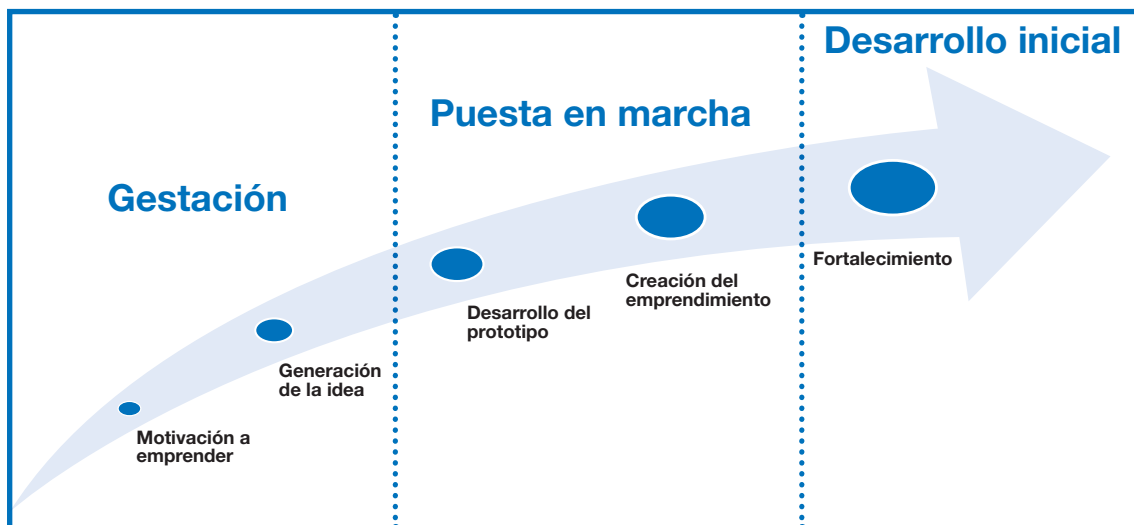 Gestación
Motivación a
emprender
Generación
de la idea
Puesta en marcha
Desarrollo del
prototipo
Creación del
emprendimiento
Desarrollo inicial
Fortalecimiento